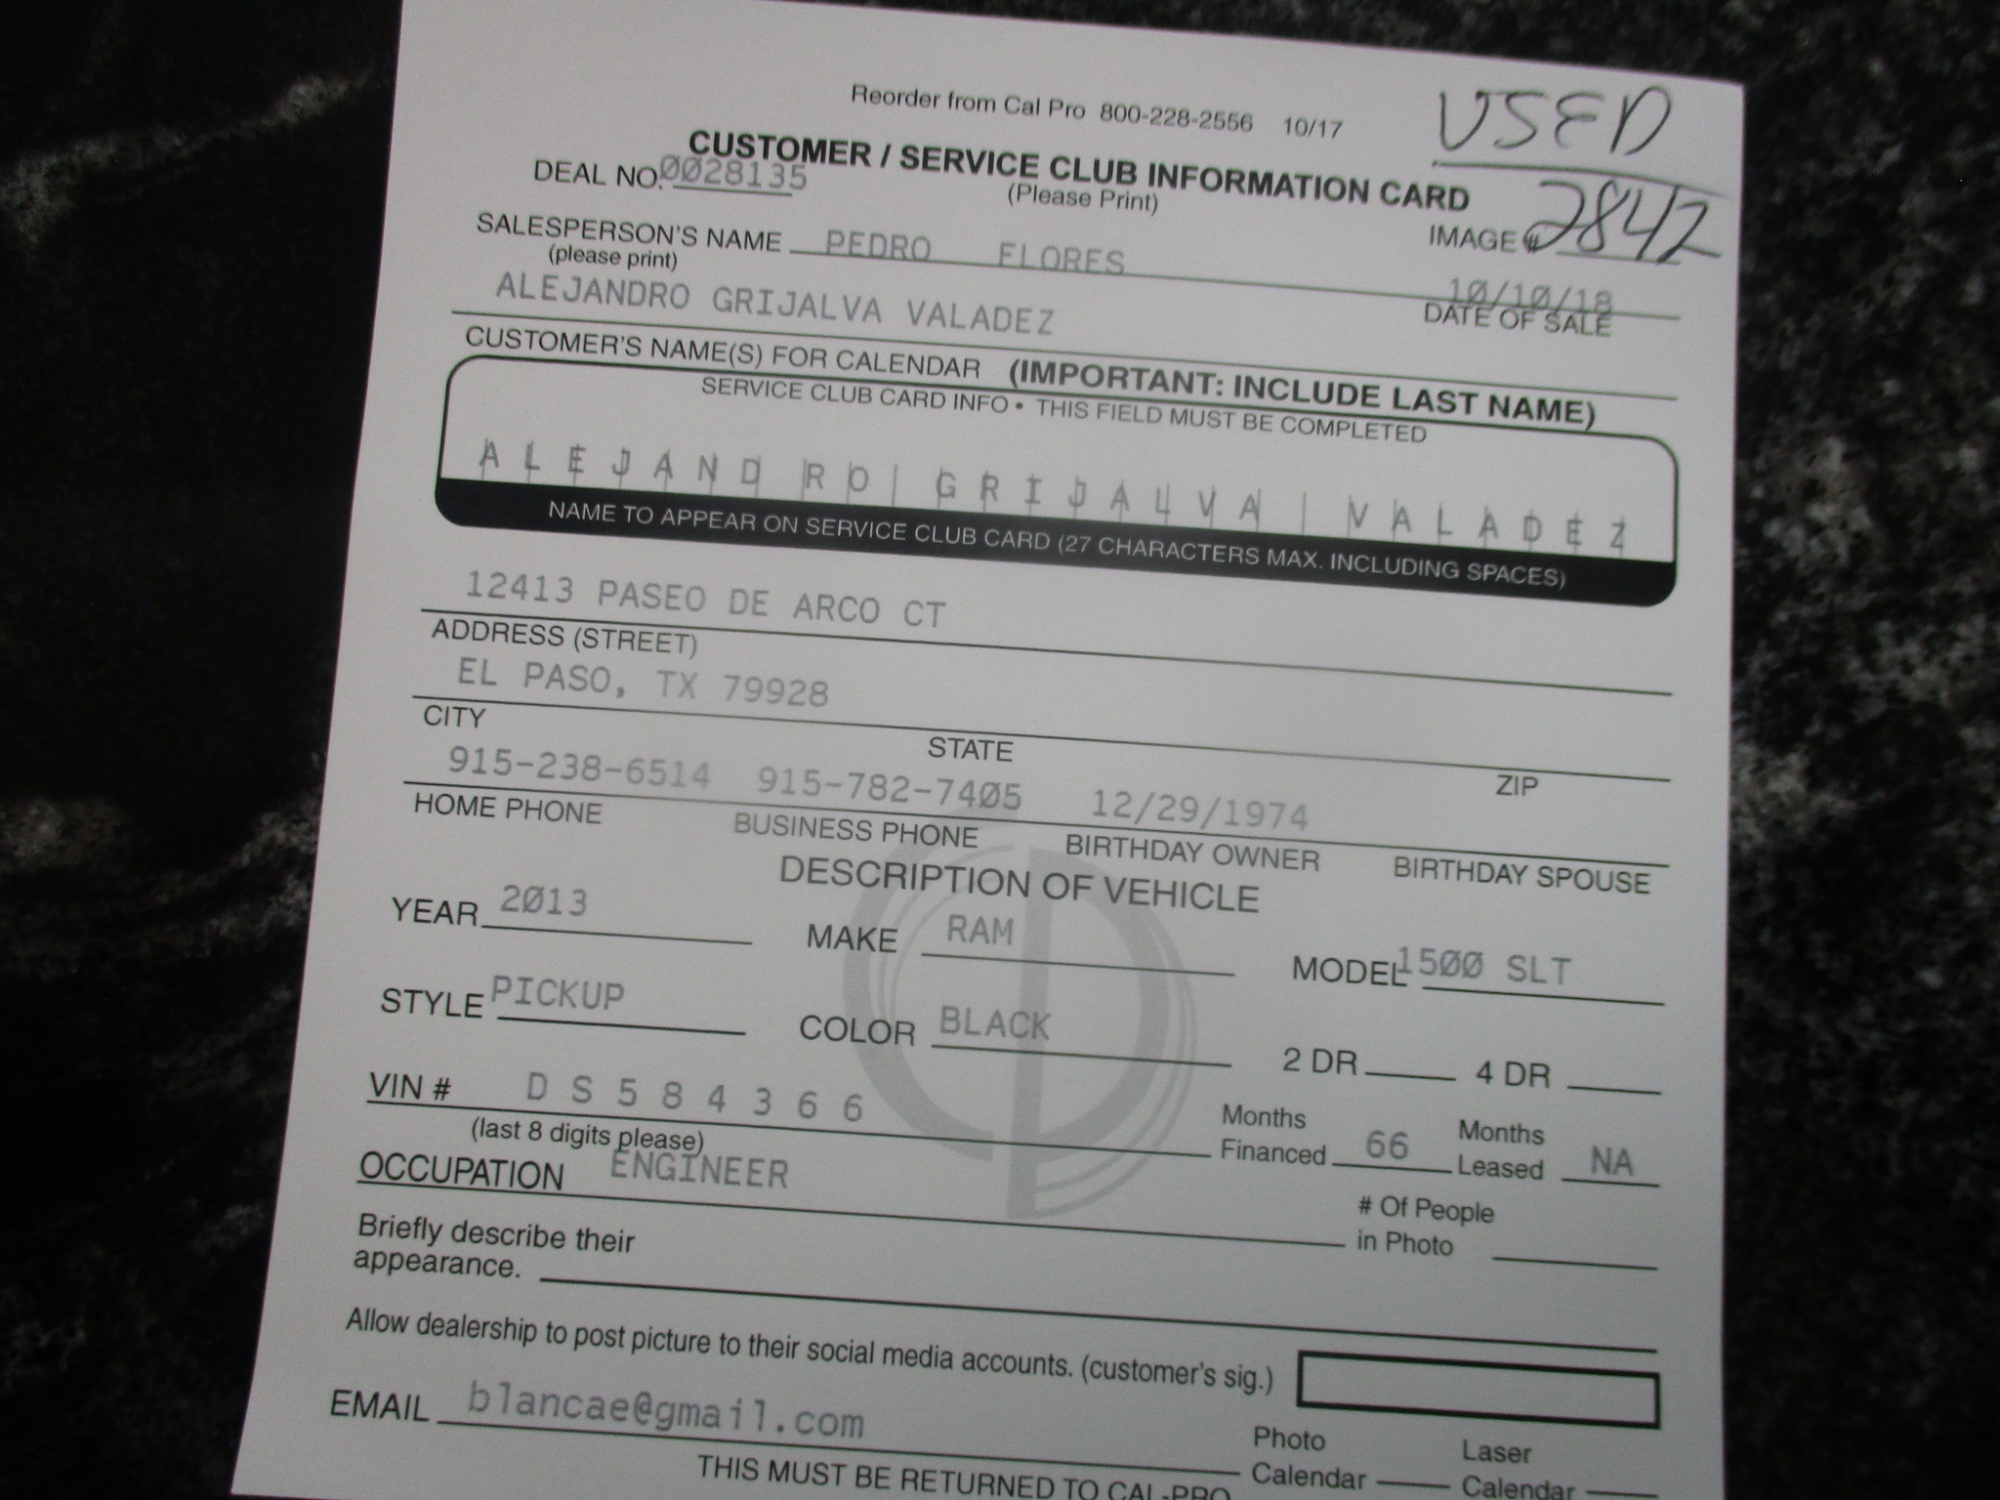 Reorder from Cal Pro 800-228-2556 10/17
USED
CUSTOMER / SERVICE CLUB INFORMATION CARD
DEAL NO. 0028135
(Please Print)
IMAGE # 2842
SALESPERSON'S NAME PEDRO FLORES
(please print)
10/10/18
DATE OF SALE
ALEJANDRO GRIJALVA VALADEZ
CUSTOMER'S NAME(S) FOR CALENDAR (IMPORTANT: INCLUDE LAST NAME)
SERVICE CLUB CARD INFO • THIS FIELD MUST BE COMPLETED
ALEJANDRO GRIJALVA VALADEZ
NAME TO APPEAR ON SERVICE CLUB CARD (27 CHARACTERS MAX. INCLUDING SPACES)
12413 PASEO DE ARCO CT
ADDRESS (STREET)
EL PASO, TX 79928
CITY STATE ZIP
915-238-6514 915-782-7405 12/29/1974
HOME PHONE BUSINESS PHONE BIRTHDAY OWNER BIRTHDAY SPOUSE
DESCRIPTION OF VEHICLE
YEAR 2013 MAKE RAM MODEL 1500 SLT
STYLE PICKUP COLOR BLACK 2 DR 4 DR
VIN # D S 5 8 4 3 6 6
(last 8 digits please)
Months Financed 66 Months Leased NA
OCCUPATION ENGINEER
# Of People in Photo
Briefly describe their
appearance.
Allow dealership to post picture to their social media accounts. (customer's sig.)
EMAIL blancae@gmail.com
Photo Calendar Laser Calendar
THIS MUST BE RETURNED TO CAL-PRO